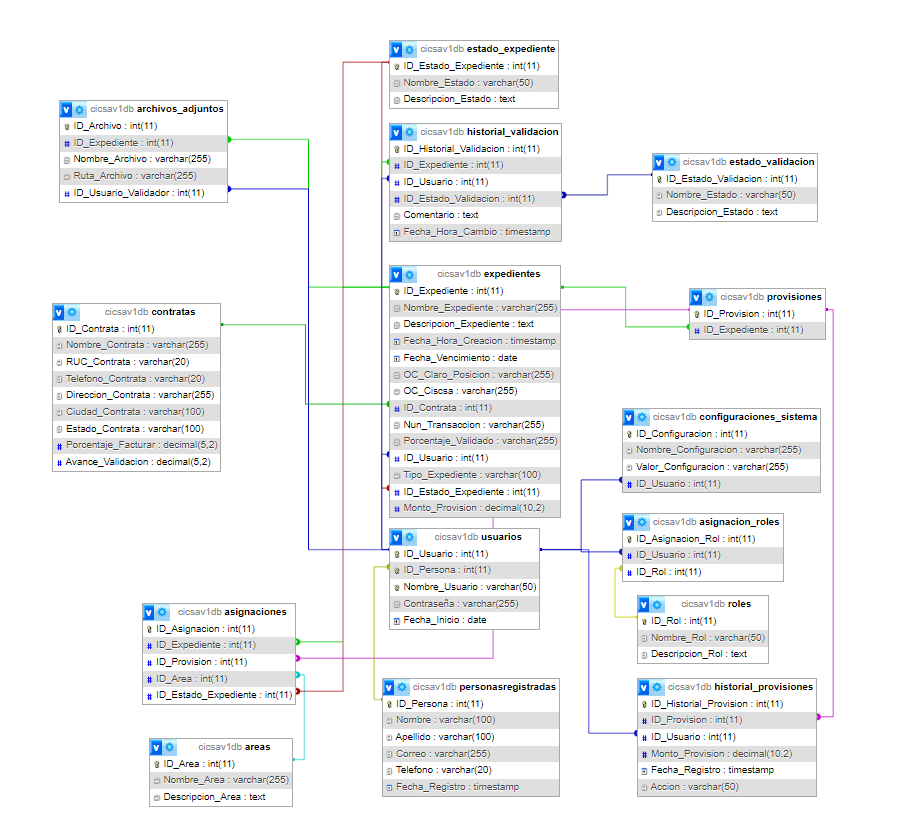 cicsav1db estado_expediente
ID_Estado_Expediente : int(11)
Nombre_Estado : varchar(50)
Descripcion_Estado : text
cicsav1db archivos_adjuntos
ID_Archivo : int(11)
ID_Expediente : int(11)
Nombre_Archivo : varchar(255)
Ruta_Archivo : varchar(255)
ID_Usuario_Validador : int(11)
cicsav1db historial_validacion
ID_Historial_Validacion : int(11)
ID_Expediente : int(11)
ID_Usuario : int(11)
ID_Estado_Validacion : int(11)
Comentario : text
Fecha_Hora_Cambio : timestamp
cicsav1db estado_validacion
ID_Estado_Validacion : int(11)
Nombre_Estado : varchar(50)
Descripcion_Estado : text
cicsav1db expedientes
ID_Expediente : int(11)
Nombre_Expediente : varchar(255)
Descripcion_Expediente : text
Fecha_Hora_Creacion : timestamp
Fecha_Vencimiento : date
OC_Claro_Posicion : varchar(255)
OC_Ciscsa : varchar(255)
ID_Contrata : int(11)
Nun_Transaccion : varchar(255)
Porcentaje_Validado : varchar(255)
ID_Usuario : int(11)
Tipo_Expediente : varchar(100)
ID_Estado_Expediente : int(11)
Monto_Provision : decimal(10,2)
cicsav1db provisiones
ID_Provision : int(11)
ID_Expediente : int(11)
cicsav1db contratas
ID_Contrata : int(11)
Nombre_Contrata : varchar(255)
RUC_Contrata : varchar(20)
Telefono_Contrata : varchar(20)
Direccion_Contrata : varchar(255)
Ciudad_Contrata : varchar(100)
Estado_Contrata : varchar(100)
Porcentaje_Facturar : decimal(5,2)
Avance_Validacion : decimal(5,2)
cicsav1db configuraciones_sistema
ID_Configuracion : int(11)
Nombre_Configuracion : varchar(255)
Valor_Configuracion : varchar(255)
ID_Usuario : int(11)
cicsav1db asignacion_roles
ID_Asignacion_Rol : int(11)
ID_Usuario : int(11)
ID_Rol : int(11)
cicsav1db usuarios
ID_Usuario : int(11)
ID_Persona : int(11)
Nombre_Usuario : varchar(50)
Contraseña : varchar(255)
Fecha_Inicio : date
cicsav1db roles
ID_Rol : int(11)
Nombre_Rol : varchar(50)
Descripcion_Rol : text
cicsav1db asignaciones
ID_Asignacion : int(11)
ID_Expediente : int(11)
ID_Provision : int(11)
ID_Area : int(11)
ID_Estado_Expediente : int(11)
cicsav1db personasregistradas
ID_Persona : int(11)
Nombre : varchar(100)
Apellido : varchar(100)
Correo : varchar(255)
Telefono : varchar(20)
Fecha_Registro : timestamp
cicsav1db historial_provisiones
ID_Historial_Provision : int(11)
ID_Provision : int(11)
ID_Usuario : int(11)
Monto_Provision : decimal(10,2)
Fecha_Registro : timestamp
Accion : varchar(50)
cicsav1db areas
ID_Area : int(11)
Nombre_Area : varchar(255)
Descripcion_Area : text